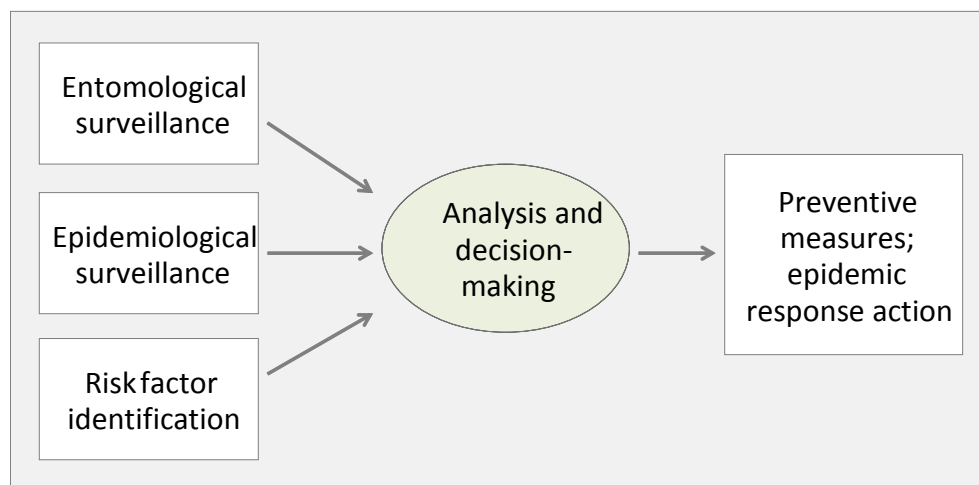 Entomological
surveillance
Epidemiological
surveillance
Risk factor
identification
Analysis and
decision-
making
Preventive
measures;
epidemic
response action